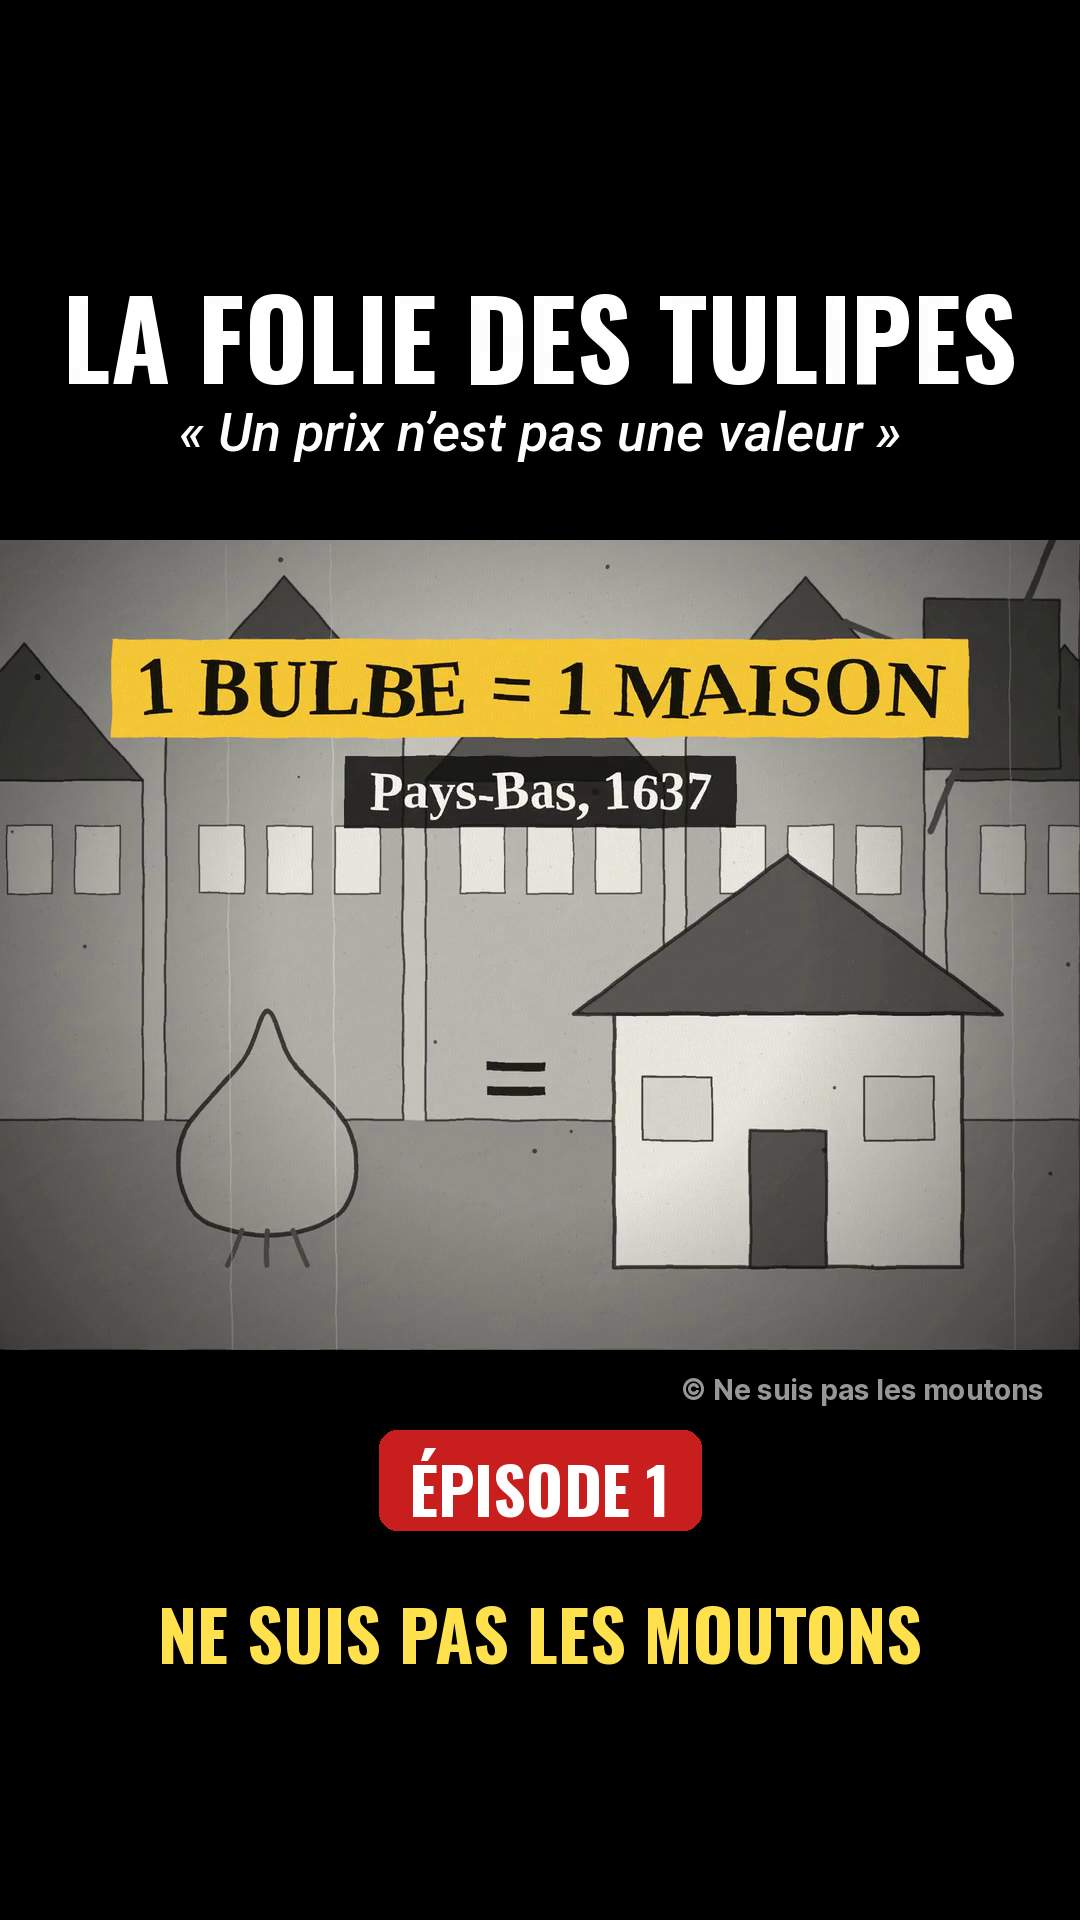 LA FOLIE DES TULIPES
« Un prix n’est pas une valeur »
1 BULBE = 1 MAISON
Pays-Bas, 1637
=
© Ne suis pas les moutons
ÉPISODE 1
NE SUIS PAS LES MOUTONS